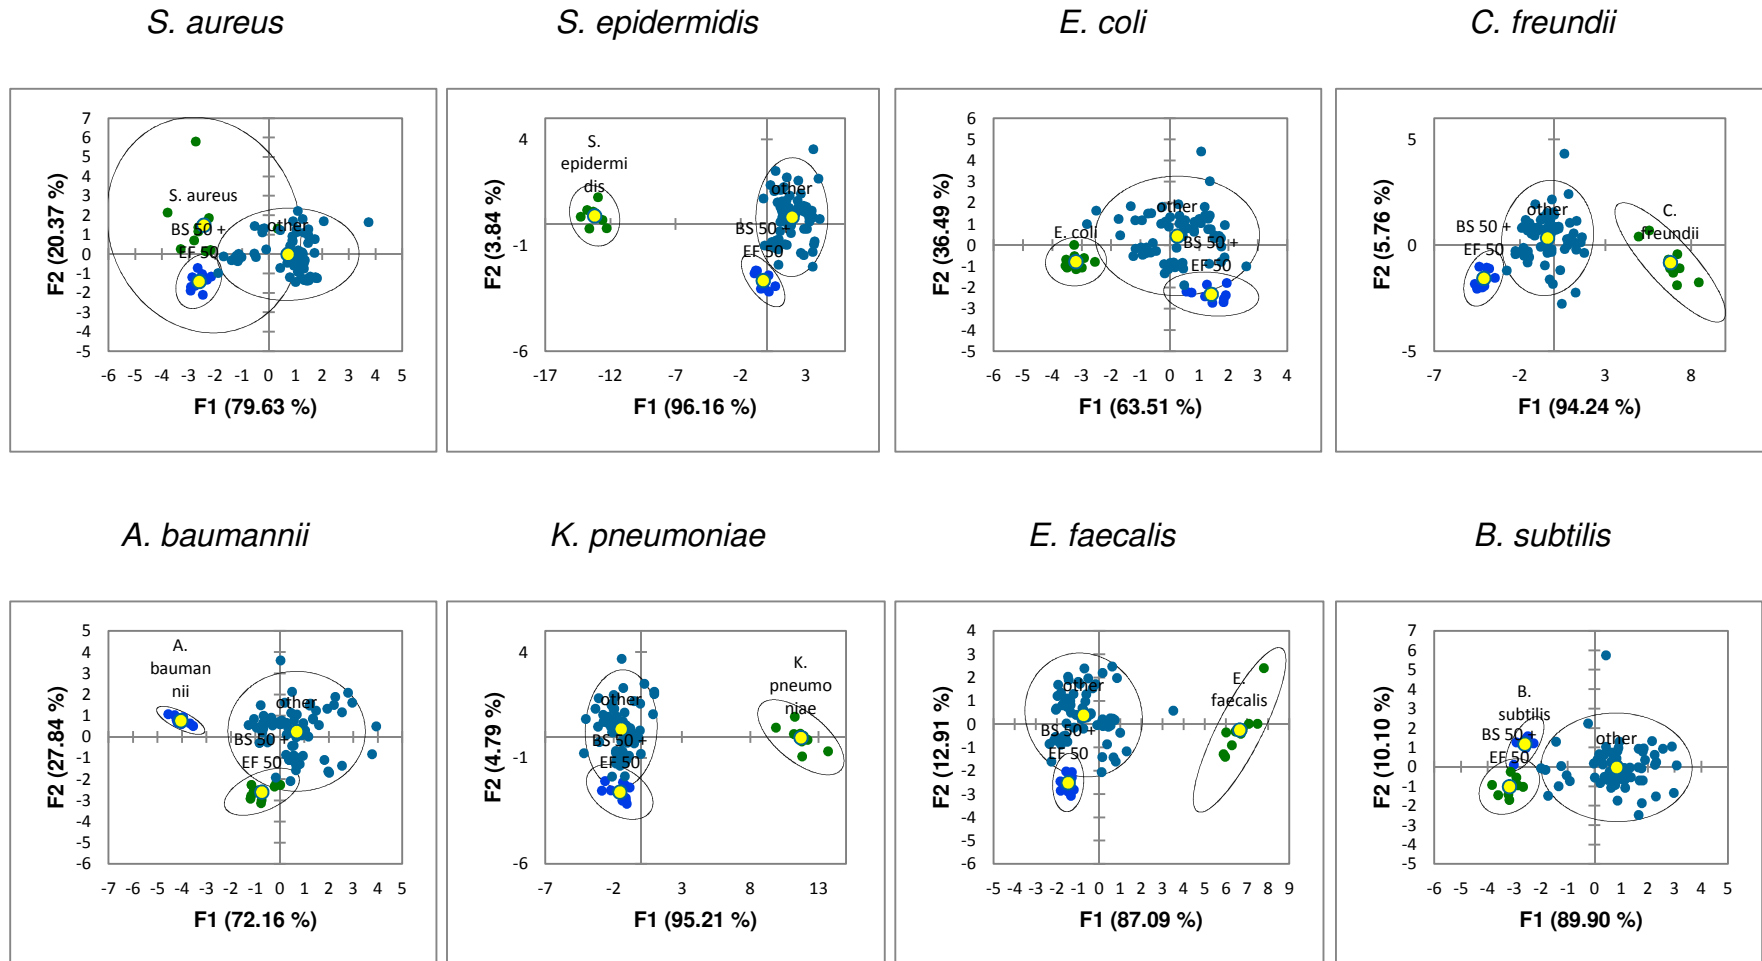 S. aureus
S. epidermidis
E. coli
C. freundii
F2 (20.37 %)
7
6
5
4
3
2
1
0
-1
-2
-3
-4
-5
S. aureus
BS 50 +
EF 50
other
-6 -5 -4 -3 -2 -1 0 1 2 3 4 5
F1 (79.63 %)
F2 (3.84 %)
4
-1
-6
S.
epidermi
dis
other
BS 50 +
EF 50
-17 -12 -7 -2 3
F1 (96.16 %)
F2 (36.49 %)
6
5
4
3
2
1
0
-1
-2
-3
-4
-5
E. coli
other
BS 50 +
EF 50
-6 -5 -4 -3 -2 -1 0 1 2 3 4
F1 (63.51 %)
F2 (5.76 %)
5
0
-5
BS 50 +
EF 50
other
C.
freundii
-7 -2 3 8
F1 (94.24 %)
A. baumannii
K. pneumoniae
E. faecalis
B. subtilis
F2 (27.84 %)
5
4
3
2
1
0
-1
-2
-3
-4
-5
-6
A.
bauman
nii
other
BS 50 +
EF 50
-7 -6 -5 -4 -3 -2 -1 0 1 2 3 4 5
F1 (72.16 %)
F2 (4.79 %)
4
-1
-6
other
BS 50 +
EF 50
K.
pneumo
niae
-7 -2 3 8 13
F1 (95.21 %)
F2 (12.91 %)
4
3
2
1
0
-1
-2
-3
-4
-5
-6
other
BS 50 +
EF 50
E.
faecalis
-5 -4 -3 -2 -1 0 1 2 3 4 5 6 7 8 9
F1 (87.09 %)
F2 (10.10 %)
7
6
5
4
3
2
1
0
-1
-2
-3
-4
-5
B.
subtilis
BS 50 +
EF 50
other
-6 -5 -4 -3 -2 -1 0 1 2 3 4 5
F1 (89.90 %)